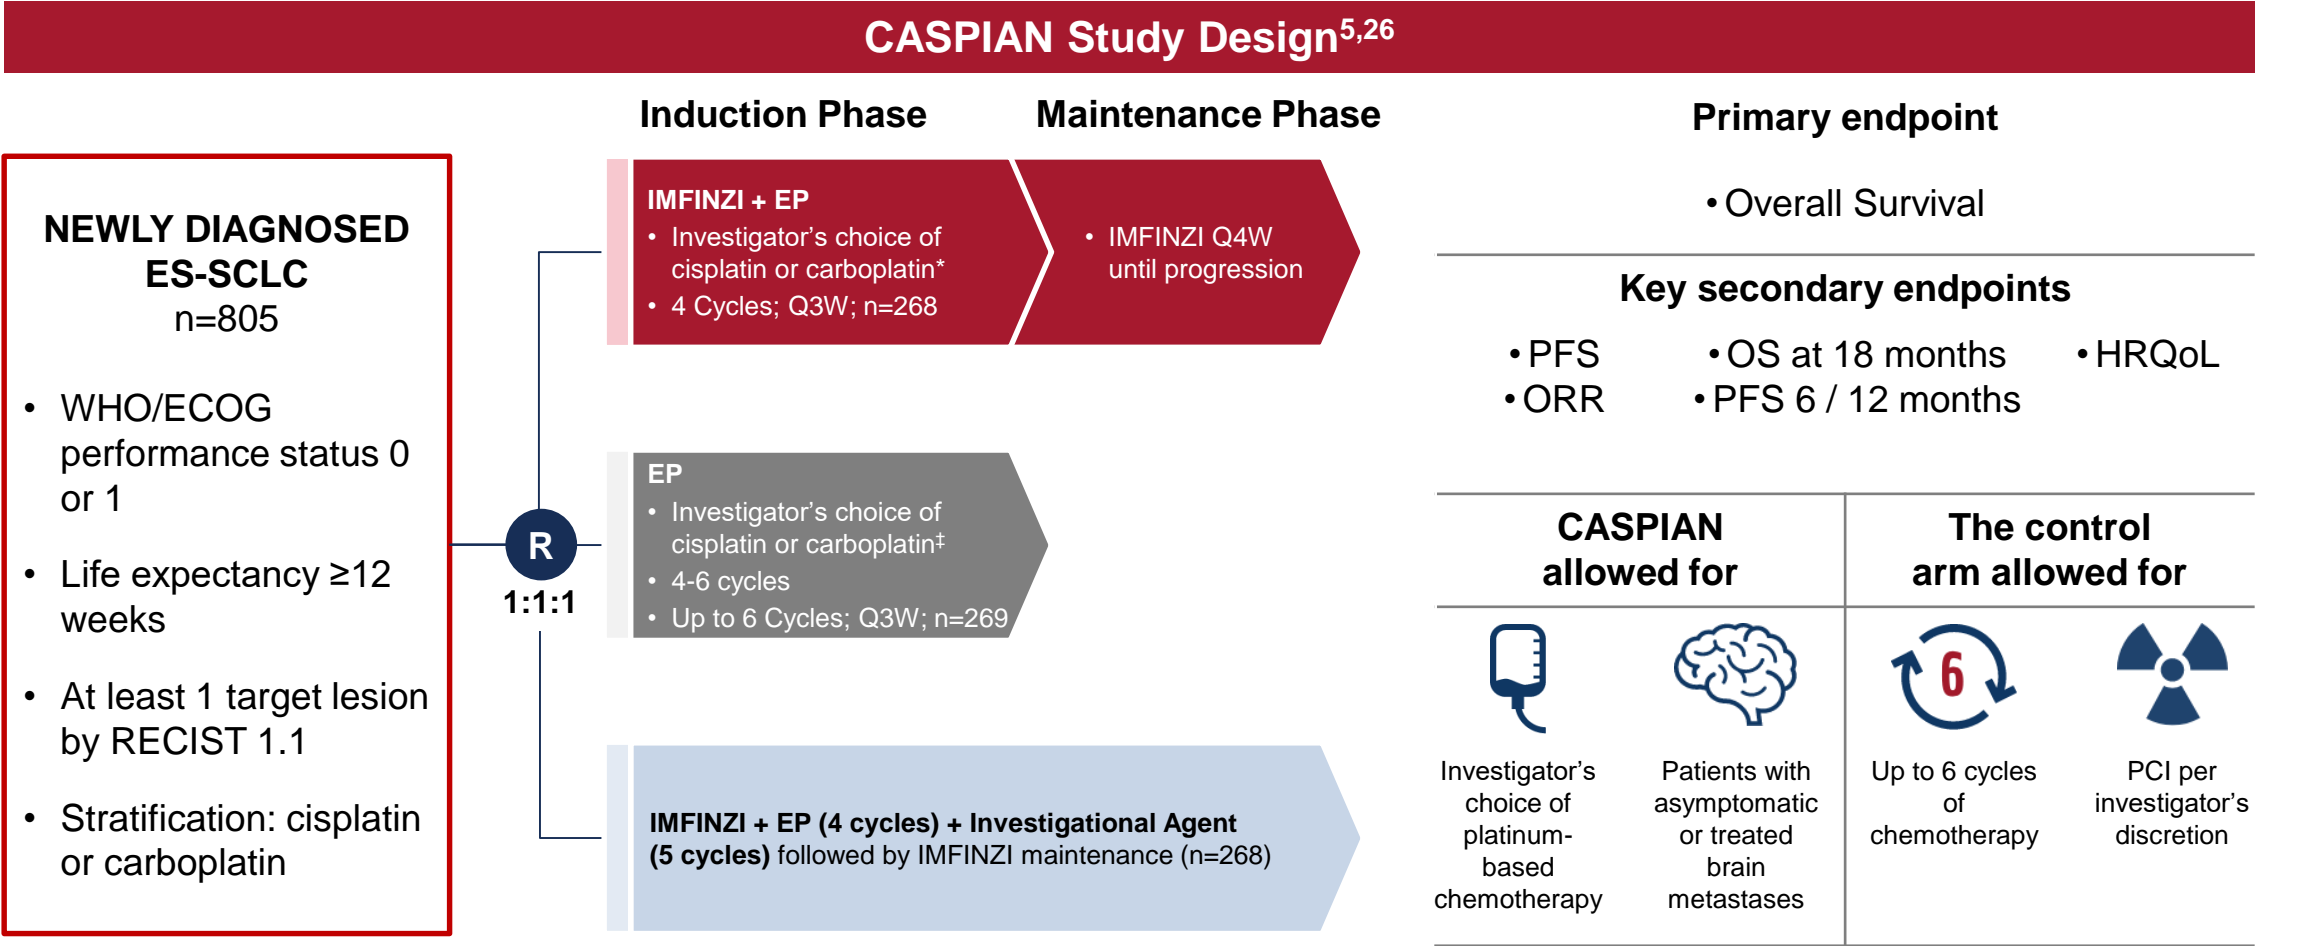 CASPIAN Study Design5,26
Induction Phase
Maintenance Phase
Primary endpoint
NEWLY DIAGNOSED
ES-SCLC
n=805
• WHO/ECOG
performance status 0
or 1
• Life expectancy ≥12
weeks
• At least 1 target lesion
by RECIST 1.1
• Stratification: cisplatin
or carboplatin
R
1:1:1
IMFINZI + EP
• Investigator’s choice of
cisplatin or carboplatin*
• 4 Cycles; Q3W; n=268
• IMFINZI Q4W
until progression
EP
• Investigator’s choice of
cisplatin or carboplatin‡
• 4-6 cycles
• Up to 6 Cycles; Q3W; n=269
IMFINZI + EP (4 cycles) + Investigational Agent
(5 cycles) followed by IMFINZI maintenance (n=268)
• Overall Survival
Key secondary endpoints
• PFS
• OS at 18 months
• HRQoL
• ORR
• PFS 6 / 12 months
CASPIAN
allowed for
The control
arm allowed for
6
Investigator’s
choice of
platinum-
based
chemotherapy
Patients with
asymptomatic
or treated
brain
metastases
Up to 6 cycles
of
chemotherapy
PCI per
investigator’s
discretion